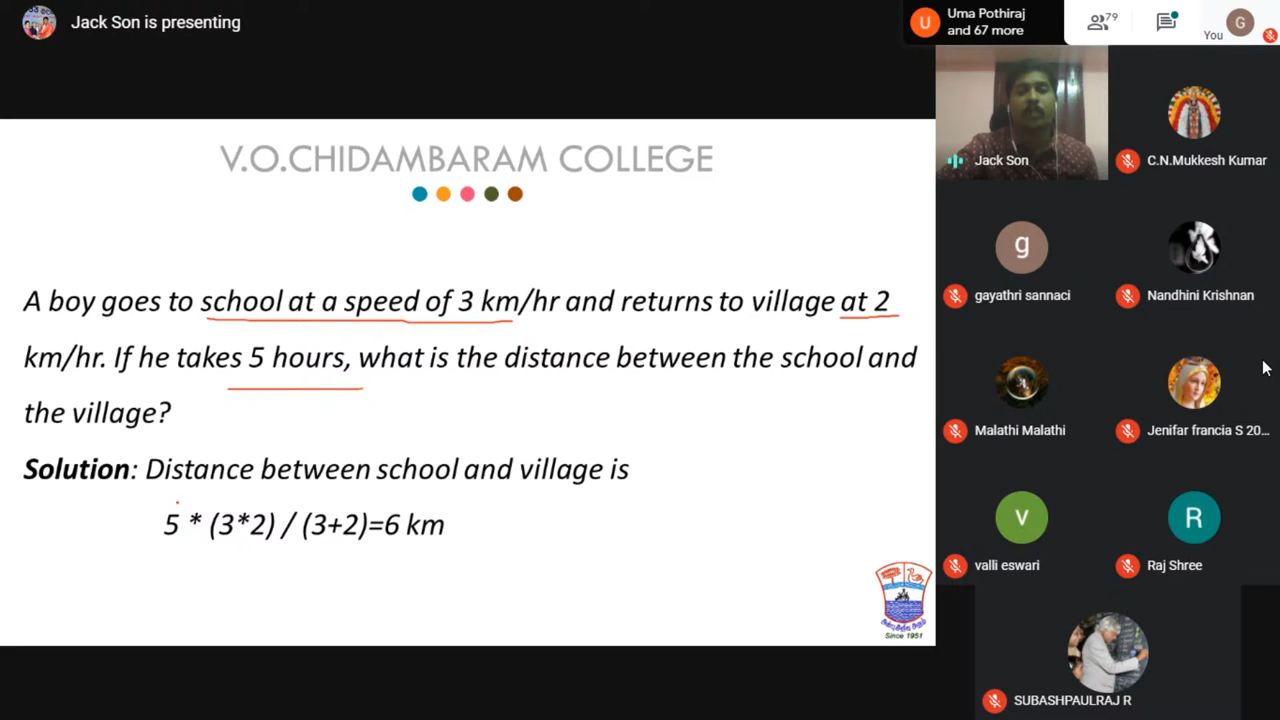 Jack Son is presenting
Uma Pothiraj
and 67 more
79
You
G
V.O.CHIDAMBARAM COLLEGE
A boy goes to school at a speed of 3 km/hr and returns to village at 2
km/hr. If he takes 5 hours, what is the distance between the school and
the village?
Solution: Distance between school and village is
5 * (3*2) / (3+2)=6 km
Since 1951
U
Jack Son
C.N.Mukkesh Kumar
g
gayathri sannaci
Nandhini Krishnan
Malathi Malathi
Jenifar francia S 20...
v
valli eswari
R
Raj Shree
SUBASHPAULRAJ R